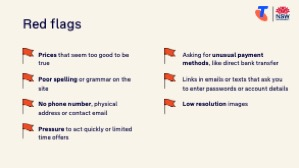 Red flags
Prices that seem too good to be
true
Poor spelling or grammar on the
site
No phone number, physical
address or contact email
Pressure to act quickly or limited
time offers
Asking for unusual payment
methods, like direct bank transfer
Links in emails or texts that ask you
to enter passwords or account details
Low resolution images
NSW